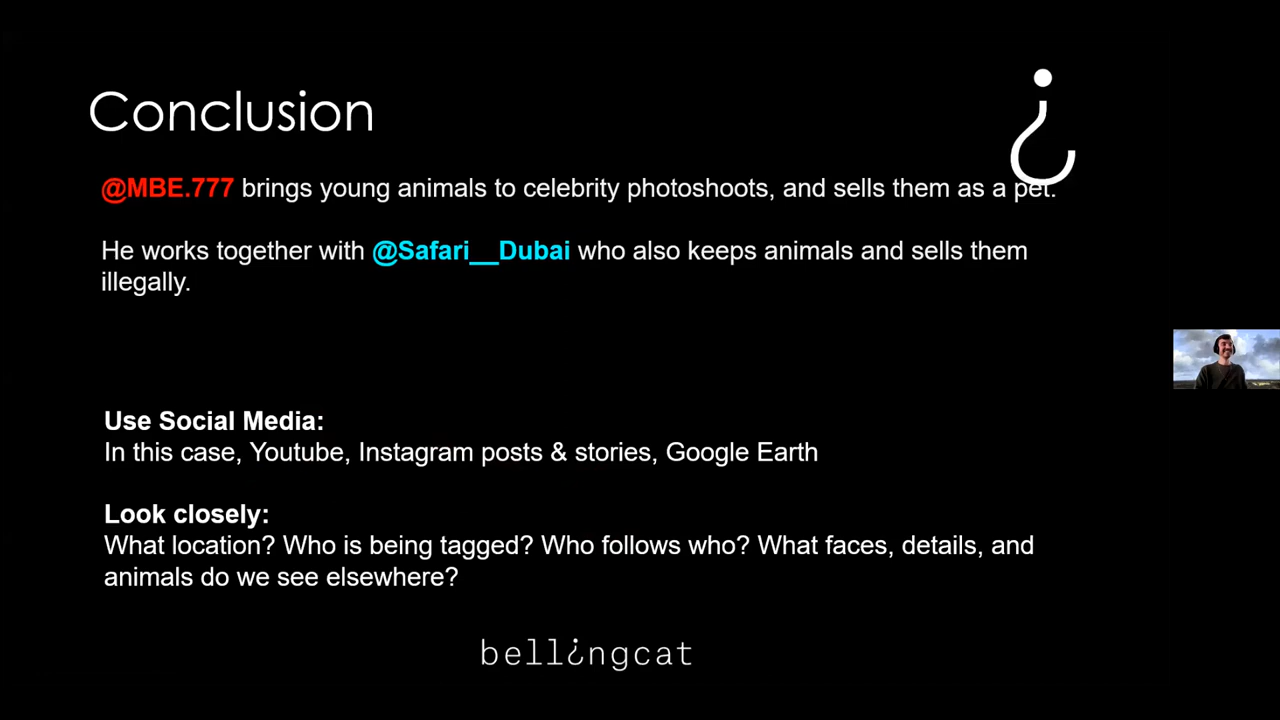 Conclusion
@MBE.777 brings young animals to celebrity photoshoots, and sells them as a pet.
He works together with @Safari__Dubai who also keeps animals and sells them
illegally.
Use Social Media:
In this case, Youtube, Instagram posts & stories, Google Earth
Look closely:
What location? Who is being tagged? Who follows who? What faces, details, and
animals do we see elsewhere?
bell¿ngcat